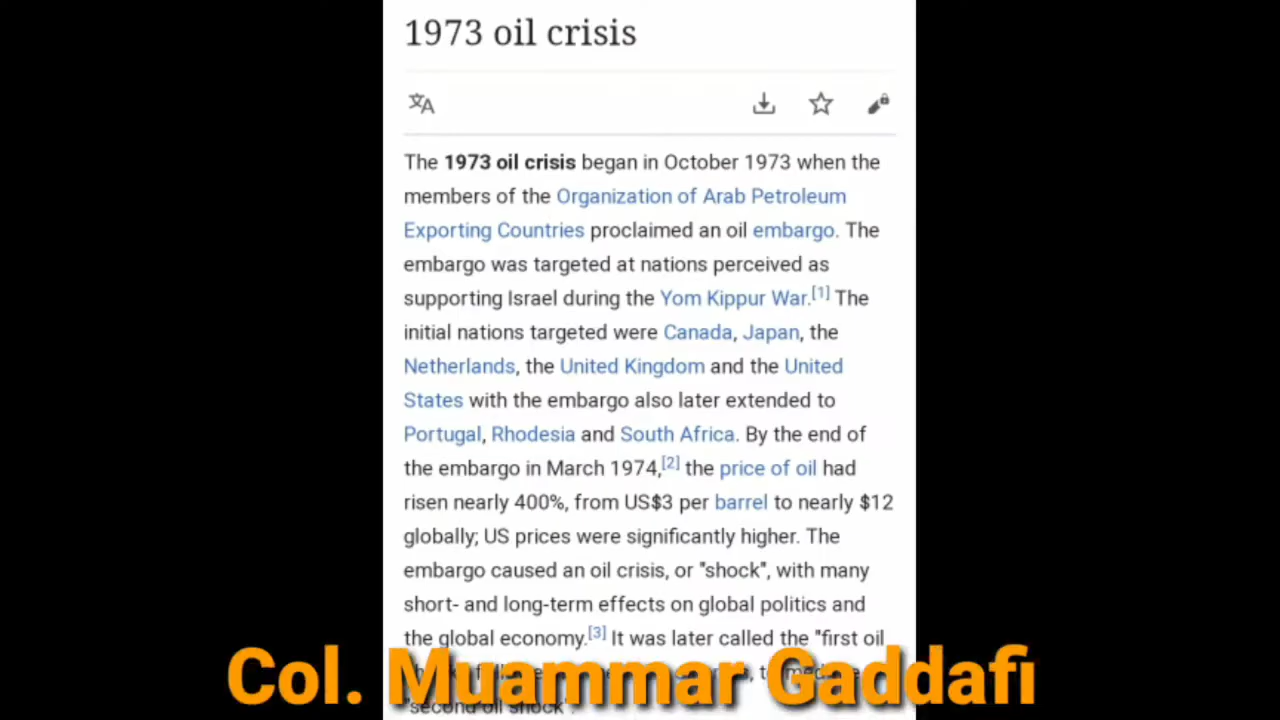 1973 oil crisis
The 1973 oil crisis began in October 1973 when the
members of the Organization of Arab Petroleum
Exporting Countries proclaimed an oil embargo. The
embargo was targeted at nations perceived as
supporting Israel during the Yom Kippur War.[1] The
initial nations targeted were Canada, Japan, the
Netherlands, the United Kingdom and the United
States with the embargo also later extended to
Portugal, Rhodesia and South Africa. By the end of
the embargo in March 1974,[2] the price of oil had
risen nearly 400%, from US$3 per barrel to nearly $12
globally; US prices were significantly higher. The
embargo caused an oil crisis, or "shock", with many
short- and long-term effects on global politics and
the global economy.[3] It was later called the "first oil
Col. Muammar Gaddafi
"second oil shock".